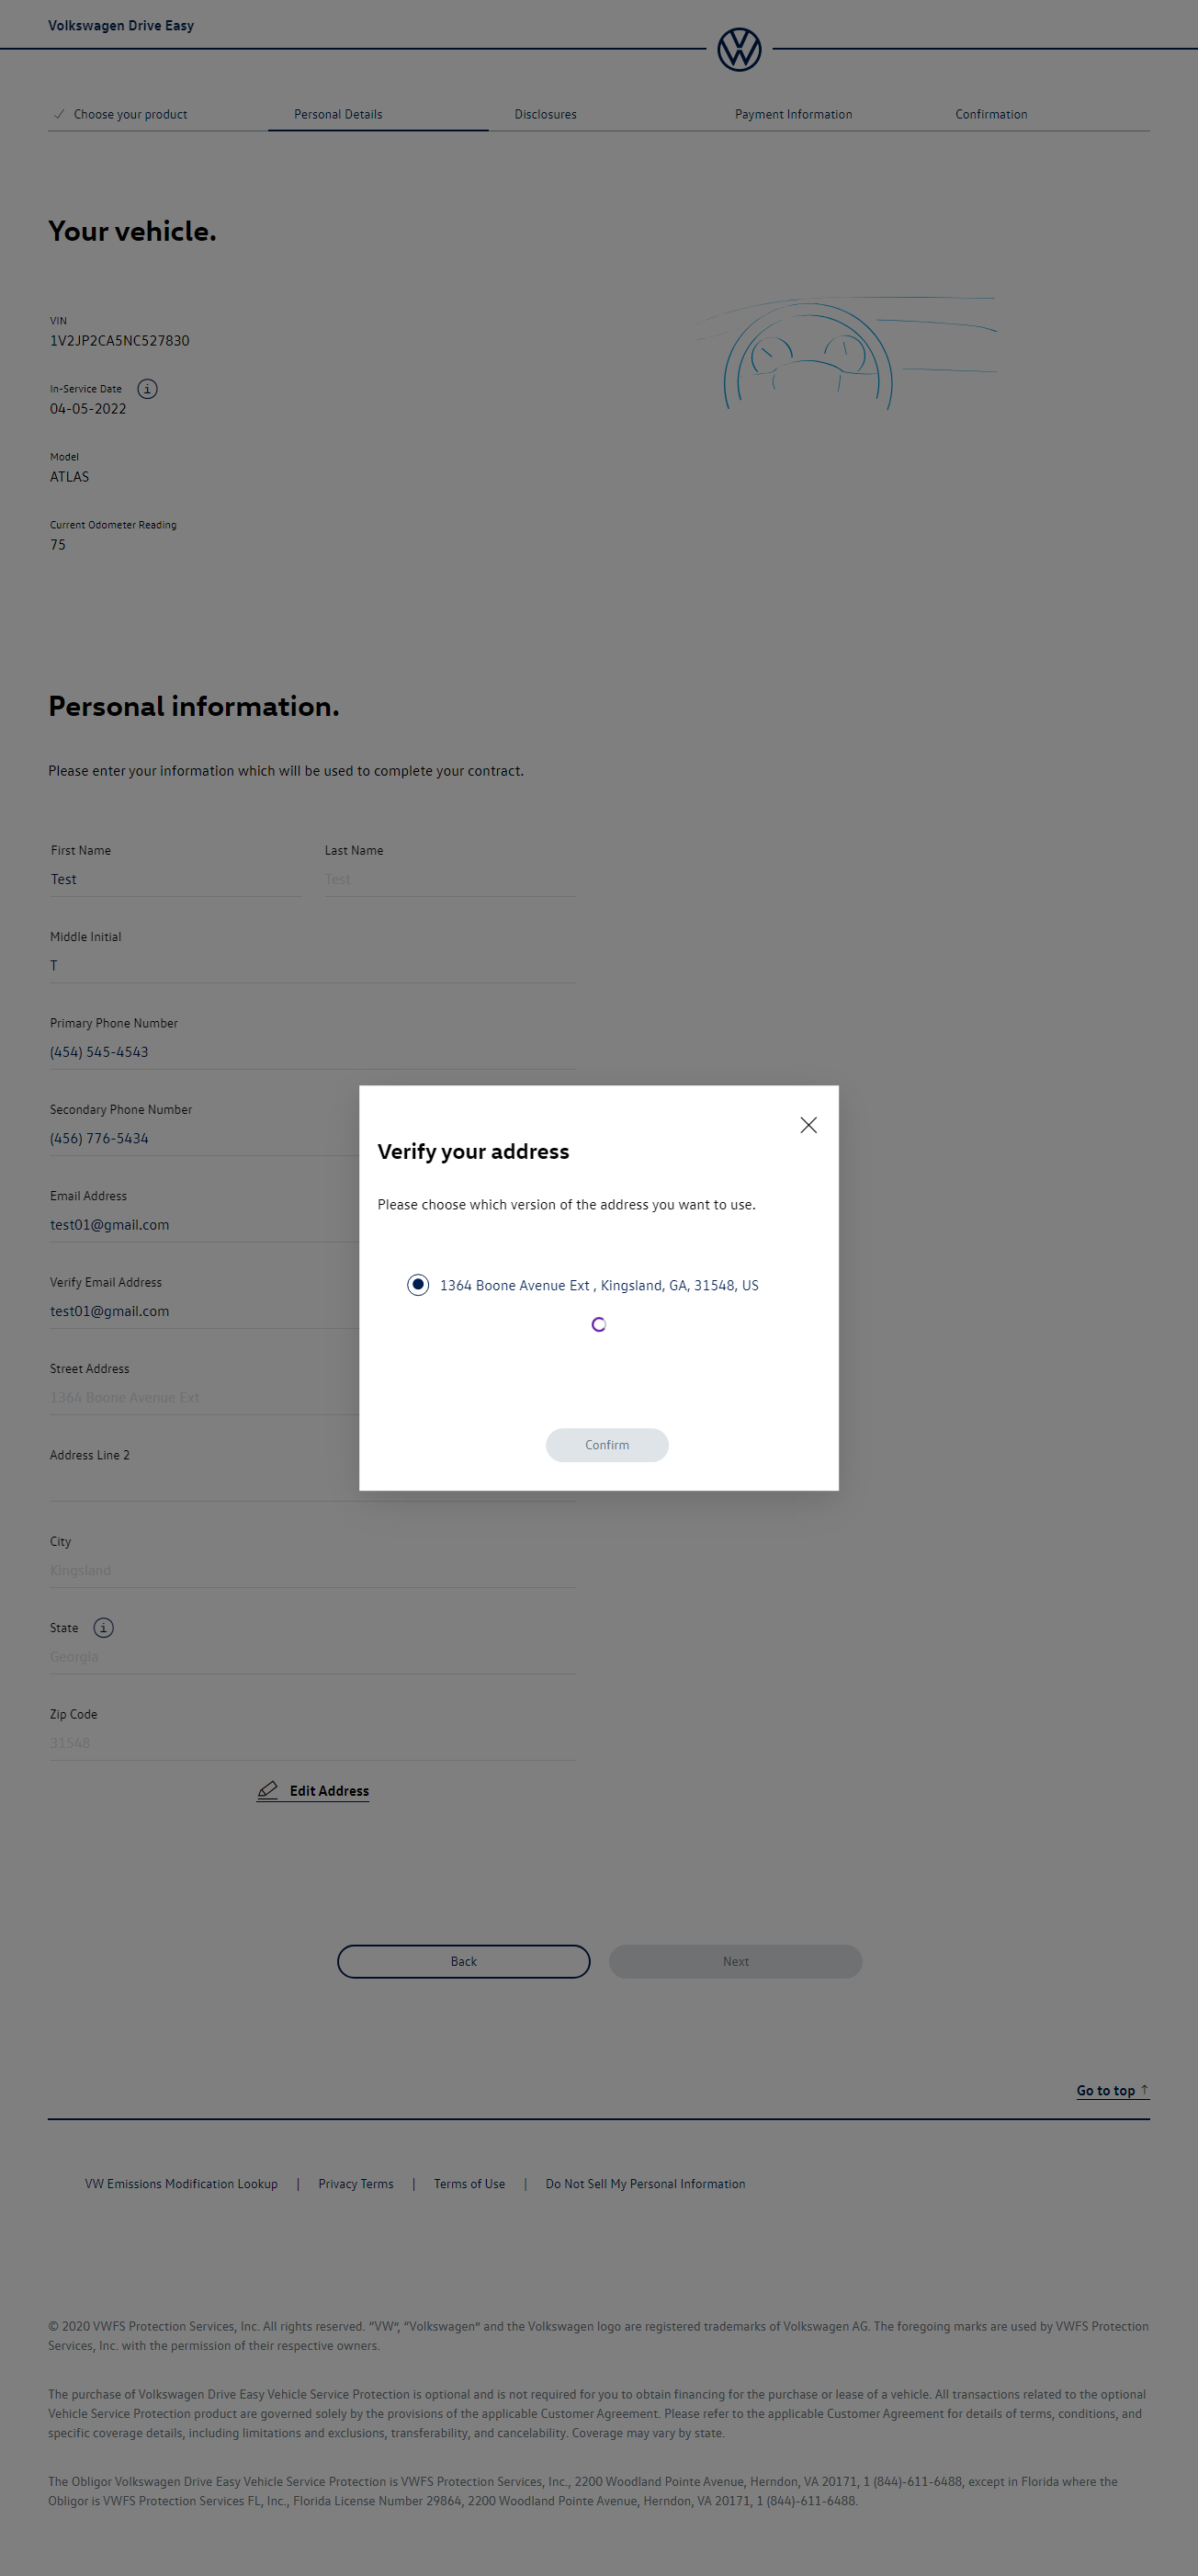 Volkswagen Drive Easy
Choose your product
Personal Details
Disclosures
Payment Information
Confirmation
Your vehicle.
VIN
1V2JP2CA5NC527830
In-Service Date
04-05-2022
Model
ATLAS
Current Odometer Reading
75
Personal information.
Please enter your information which will be used to complete your contract.
First Name
Test
Last Name
Test
Middle Initial
T
Primary Phone Number
(454) 545-4543
Secondary Phone Number
(456) 776-5434
Email Address
test01@gmail.com
Verify Email Address
test01@gmail.com
Street Address
1364 Boone Avenue Ext
Address Line 2
City
Kingsland
State
Georgia
Zip Code
31548
Edit Address
Verify your address
Please choose which version of the address you want to use.
1364 Boone Avenue Ext , Kingsland, GA, 31548, US
Confirm
Back
Next
Go to top ↑
VW Emissions Modification Lookup | Privacy Terms | Terms of Use | Do Not Sell My Personal Information
© 2020 VWFS Protection Services, Inc. All rights reserved. “VW”, “Volkswagen” and the Volkswagen logo are registered trademarks of Volkswagen AG. The foregoing marks are used by VWFS Protection
Services, Inc. with the permission of their respective owners.
The purchase of Volkswagen Drive Easy Vehicle Service Protection is optional and is not required for you to obtain financing for the purchase or lease of a vehicle. All transactions related to the optional
Vehicle Service Protection product are governed solely by the provisions of the applicable Customer Agreement. Please refer to the applicable Customer Agreement for details of terms, conditions, and
specific coverage details, including limitations and exclusions, transferability, and cancelability. Coverage may vary by state.
The Obligor Volkswagen Drive Easy Vehicle Service Protection is VWFS Protection Services, Inc., 2200 Woodland Pointe Avenue, Herndon, VA 20171, 1 (844)-611-6488, except in Florida where the
Obligor is VWFS Protection Services FL, Inc., Florida License Number 29864, 2200 Woodland Pointe Avenue, Herndon, VA 20171, 1 (844)-611-6488.